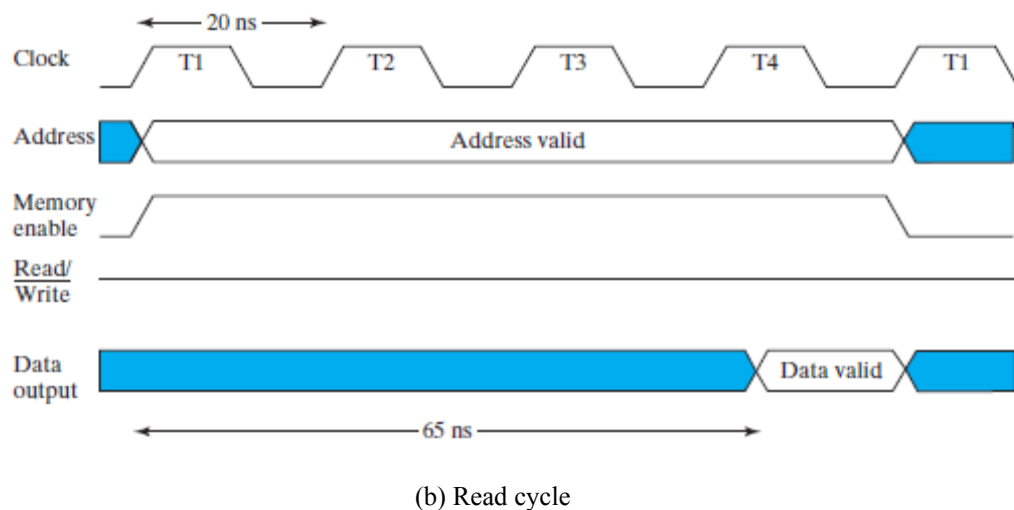 20 ns
Clock
T1 T2 T3 T4 T1
Address
Address valid
Memory
enable
Read/
Write
Data
output
Data valid
65 ns
(b) Read cycle